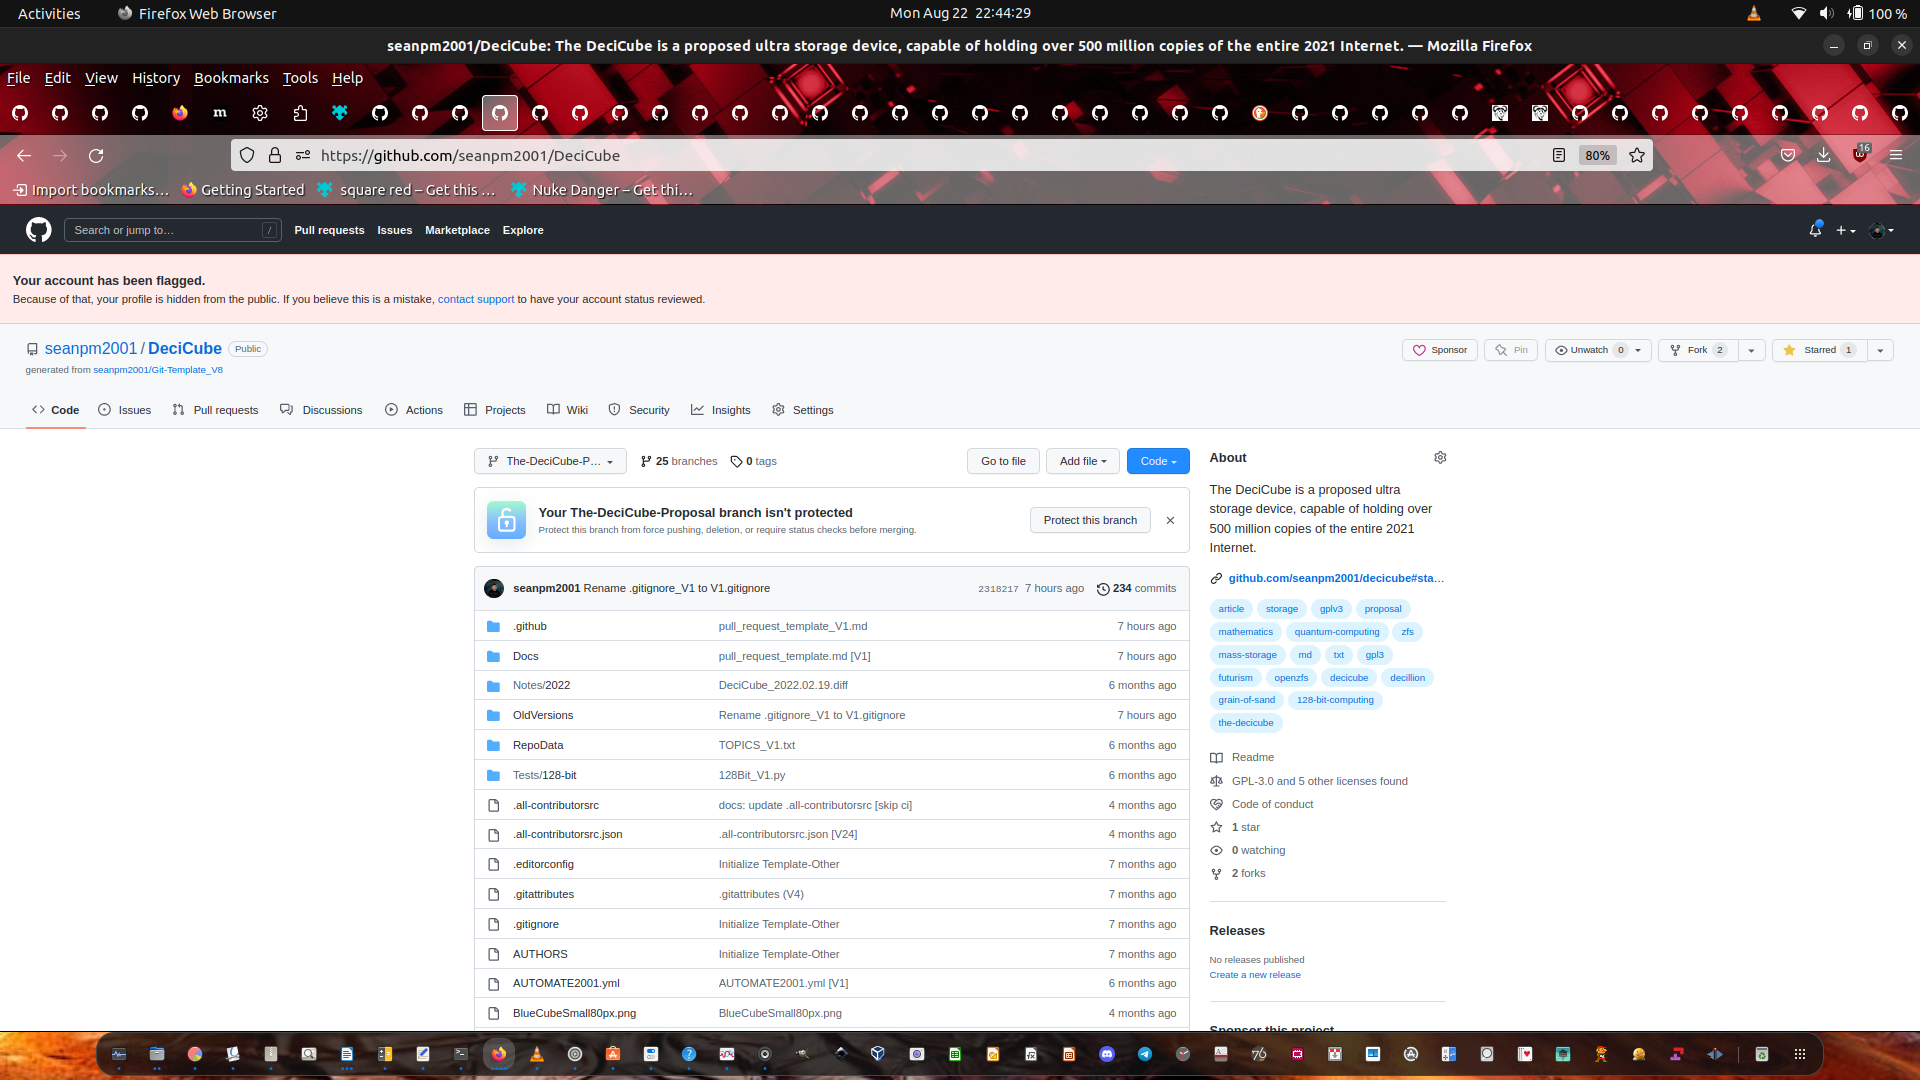 Activities
Firefox Web Browser
Mon Aug 22 22:44:29
100 %
seanpm2001/DeciCube: The DeciCube is a proposed ultra storage device, capable of holding over 500 million copies of the entire 2021 Internet. — Mozilla Firefox
File Edit View History Bookmarks Tools Help
m
https://github.com/seanpm2001/DeciCube
80%
16
Import bookmarks…
Getting Started
square red – Get this …
Nuke Danger – Get thi…
Search or jump to…
/
Pull requests
Issues
Marketplace
Explore
Your account has been flagged.
Because of that, your profile is hidden from the public. If you believe this is a mistake, contact support to have your account status reviewed.
seanpm2001 / DeciCube Public
Sponsor
Pin
Unwatch 0
Fork 2
Starred 1
generated from seanpm2001/Git-Template_V8
Code
Issues
Pull requests
Discussions
Actions
Projects
Wiki
Security
Insights
Settings
The-DeciCube-P…
25 branches
0 tags
Go to file
Add file
Code
Your The-DeciCube-Proposal branch isn't protected
Protect this branch from force pushing, deletion, or require status checks before merging.
Protect this branch
seanpm2001 Rename .gitignore_V1 to V1.gitignore
2318217 7 hours ago
234 commits
.github pull_request_template_V1.md 7 hours ago
Docs pull_request_template.md [V1] 7 hours ago
Notes/2022 DeciCube_2022.02.19.diff 6 months ago
OldVersions Rename .gitignore_V1 to V1.gitignore 7 hours ago
RepoData TOPICS_V1.txt 6 months ago
Tests/128-bit 128Bit_V1.py 6 months ago
.all-contributorsrc docs: update .all-contributorsrc [skip ci] 4 months ago
.all-contributorsrc.json .all-contributorsrc.json [V24] 4 months ago
.editorconfig Initialize Template-Other 7 months ago
.gitattributes .gitattributes (V4) 7 months ago
.gitignore Initialize Template-Other 7 months ago
AUTHORS Initialize Template-Other 7 months ago
AUTOMATE2001.yml AUTOMATE2001.yml [V1] 6 months ago
BlueCubeSmall80px.png BlueCubeSmall80px.png 4 months ago
About
The DeciCube is a proposed ultra
storage device, capable of holding over
500 million copies of the entire 2021
Internet.
github.com/seanpm2001/decicube#sta…
article storage gplv3 proposal
mathematics quantum-computing zfs
mass-storage md txt gpl3
futurism openzfs decicube decillion
grain-of-sand 128-bit-computing
the-decicube
Readme
GPL-3.0 and 5 other licenses found
Code of conduct
1 star
0 watching
2 forks
Releases
No releases published
Create a new release
Sponsor this project